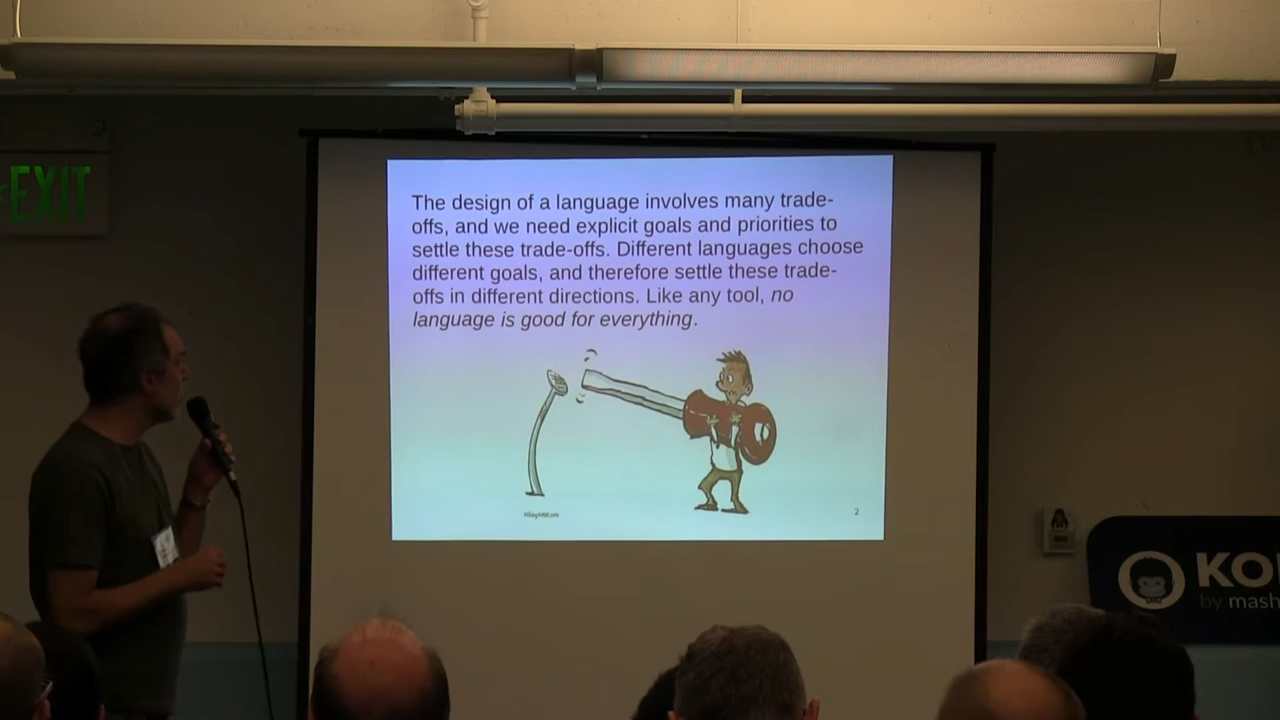 EXIT
The design of a language involves many trade-
offs, and we need explicit goals and priorities to
settle these trade-offs. Different languages choose
different goals, and therefore settle these trade-
offs in different directions. Like any tool, no
language is good for everything.
2
KO
by mash